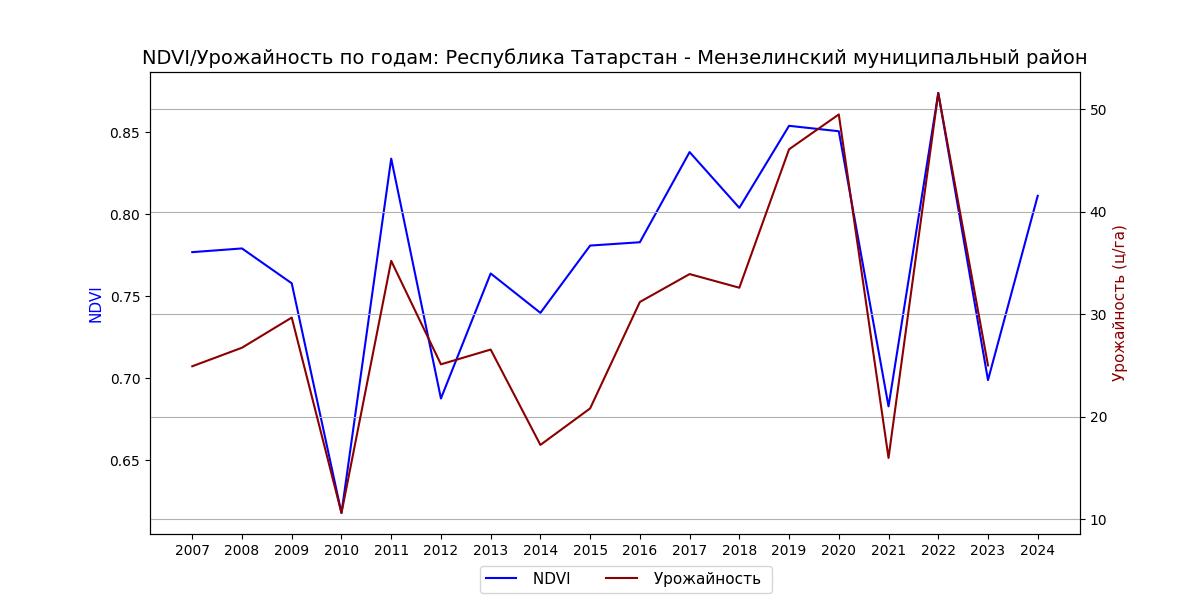 NDVI/Урожайность по годам: Республика Татарстан - Мензелинский муниципальный район
0.85
0.80
0.75
0.70
0.65
NDVI
50
40
30
20
10
Урожайность (ц/га)
2007 2008 2009 2010 2011 2012 2013 2014 2015 2016 2017 2018 2019 2020 2021 2022 2023 2024
NDVI Урожайность